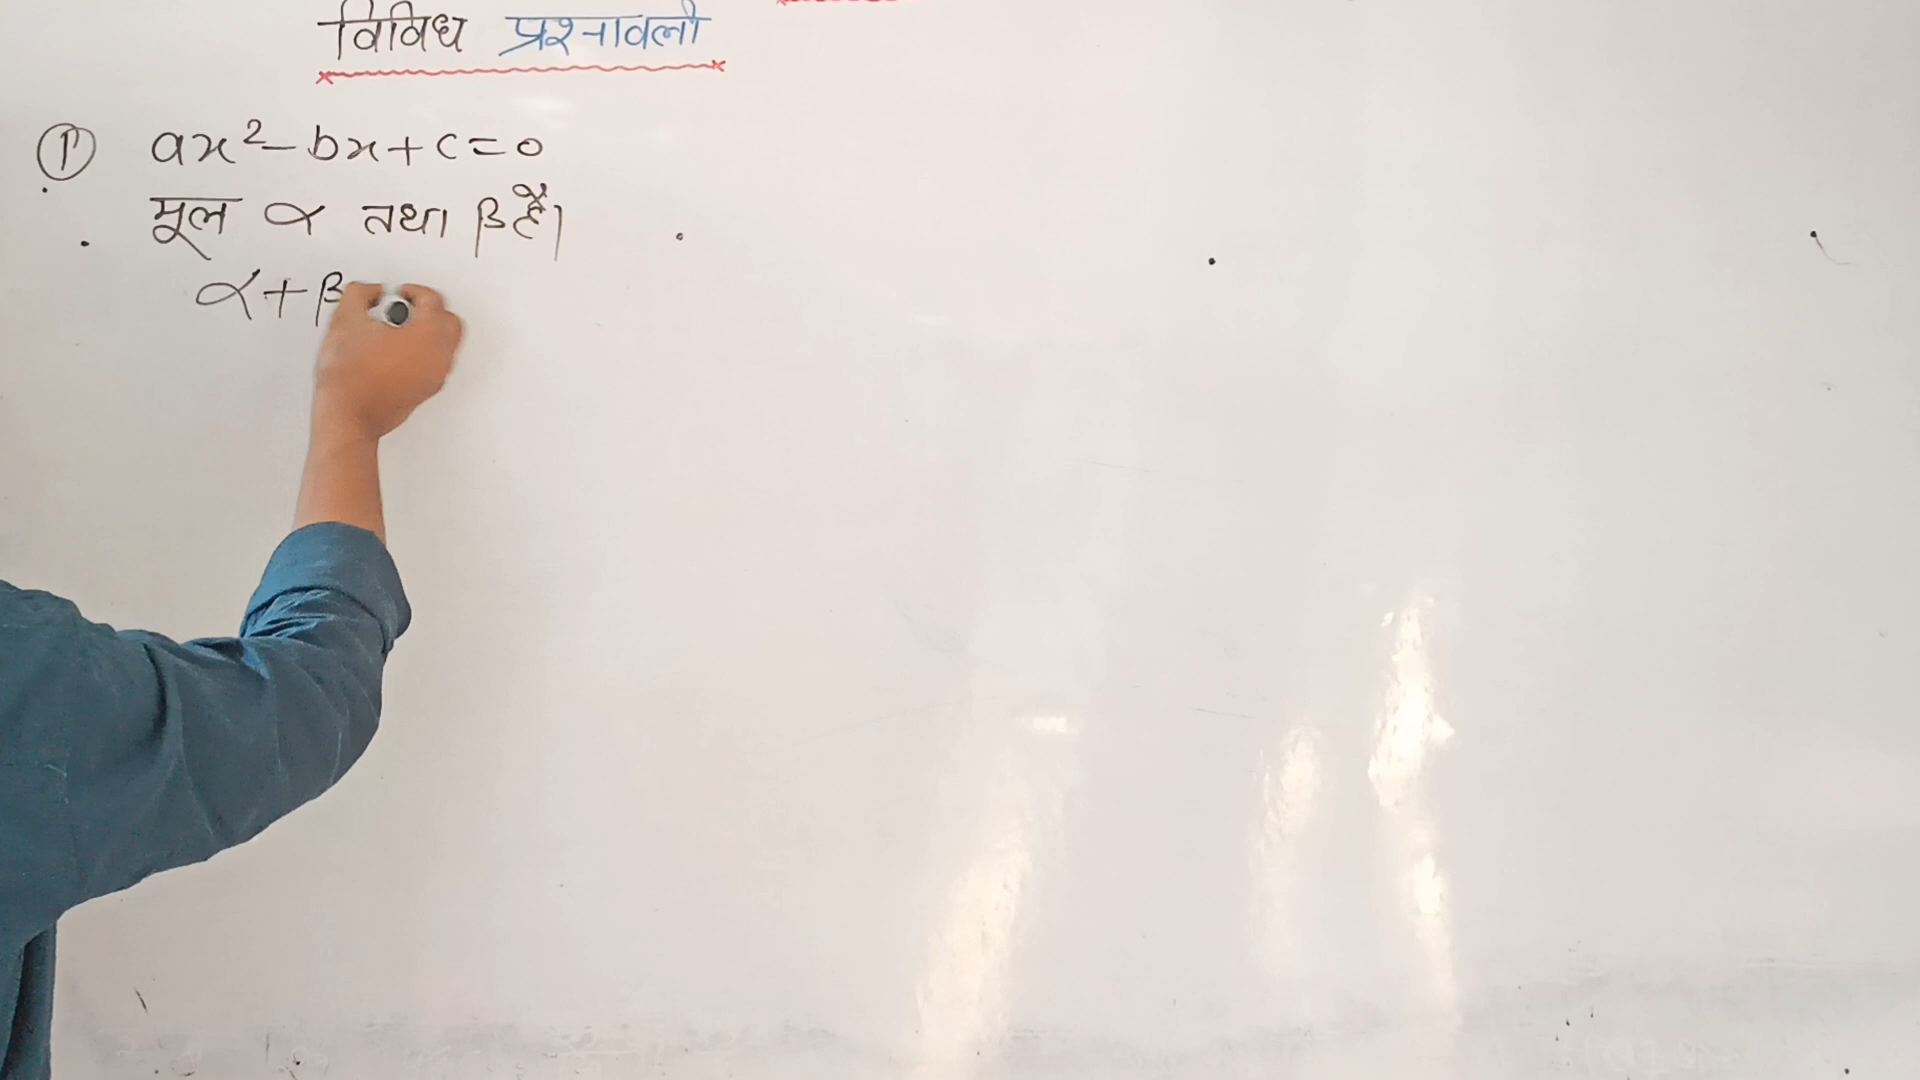 विविध प्रश्नावली
① ax²-bx+c=0
मूल α तथा β है।
α+β